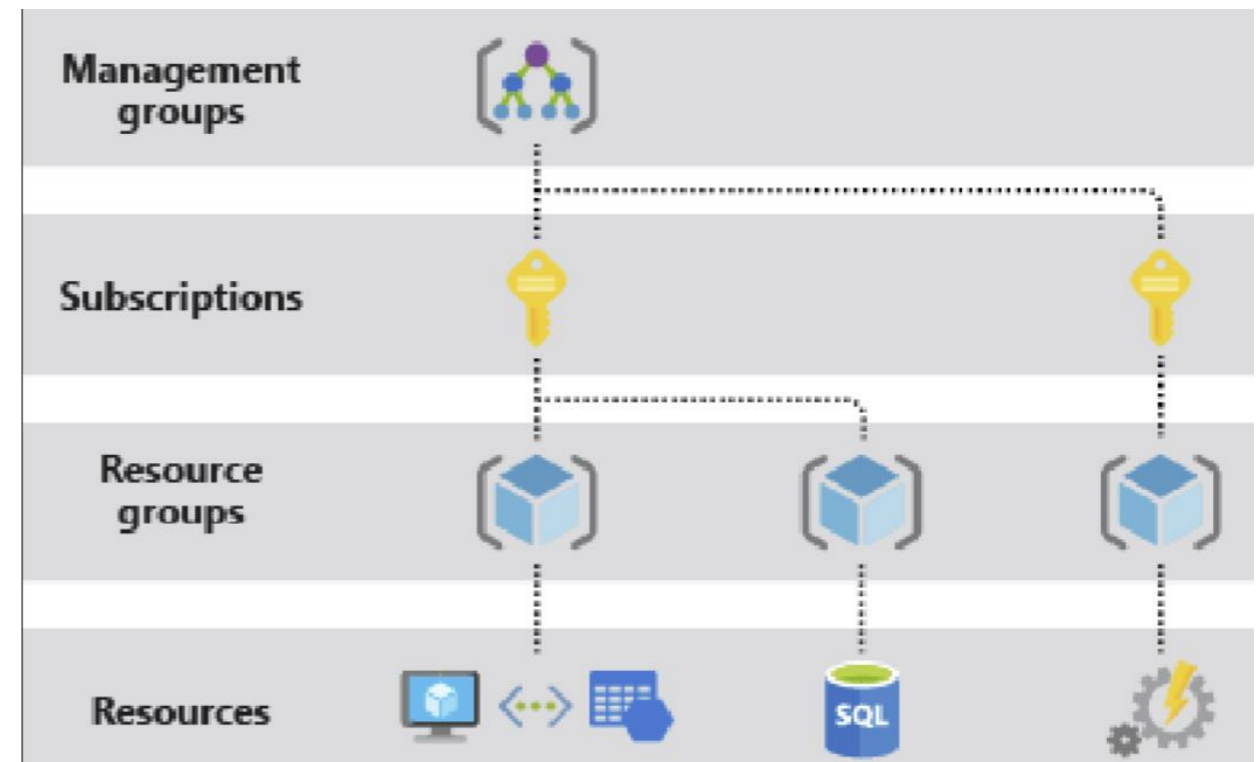 Management
groups
Subscriptions
Resource
groups
Resources
SQL